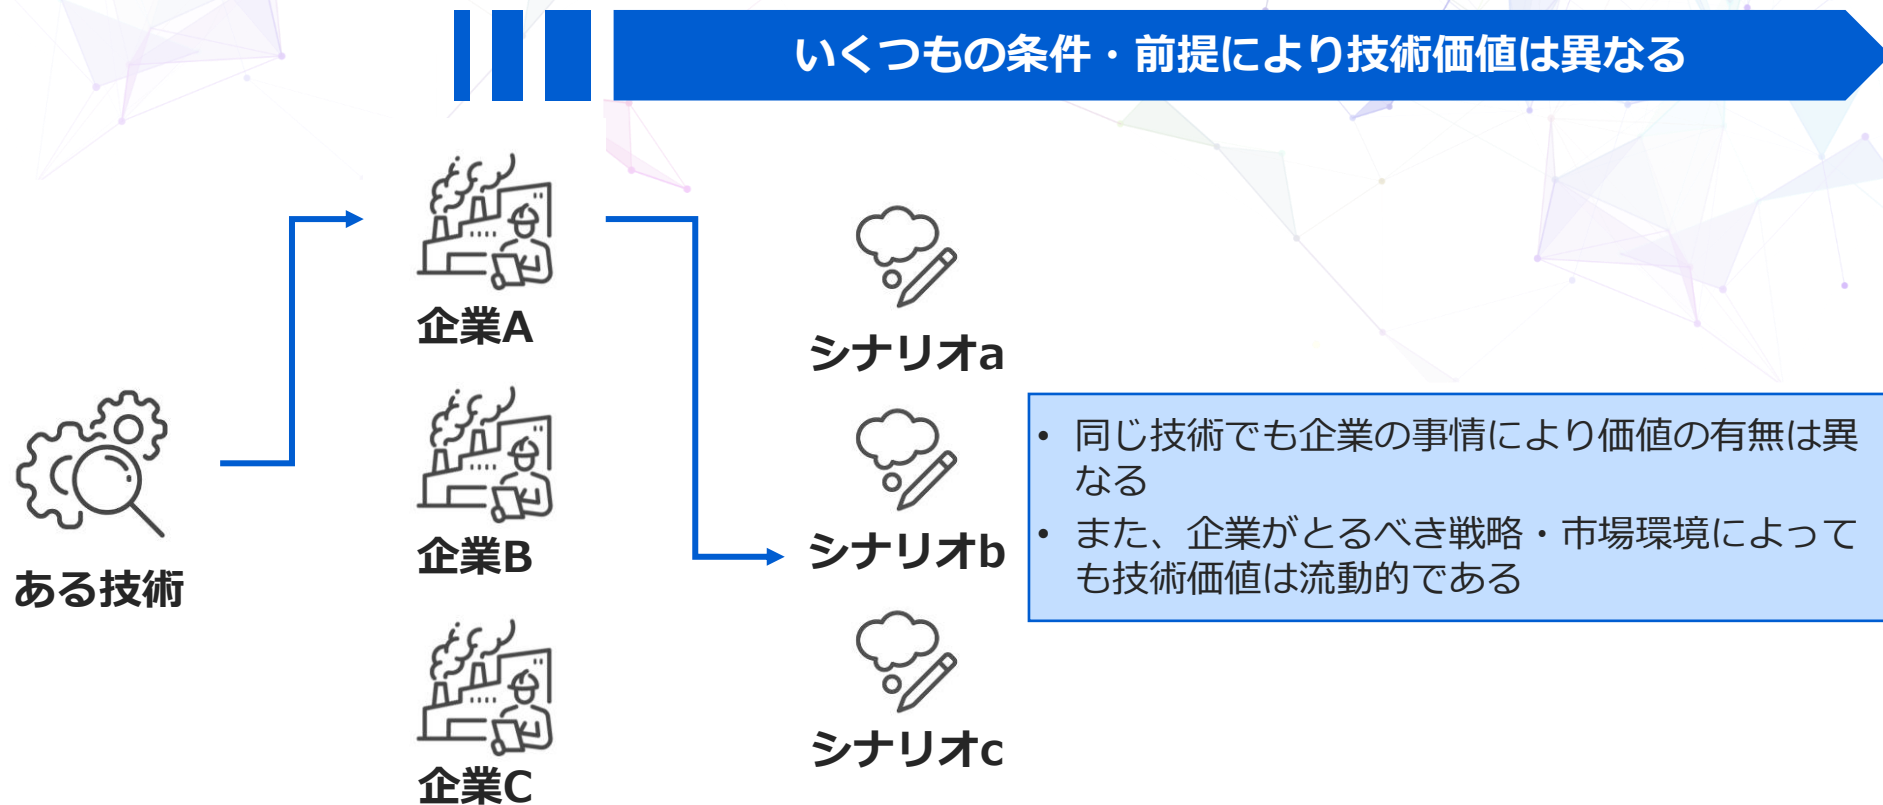 いくつもの条件・前提により技術価値は異なる
企業A
シナリオa
ある技術
企業B
シナリオb
企業C
シナリオc
• 同じ技術でも企業の事情により価値の有無は異
なる
• また、企業がとるべき戦略・市場環境によって
も技術価値は流動的である